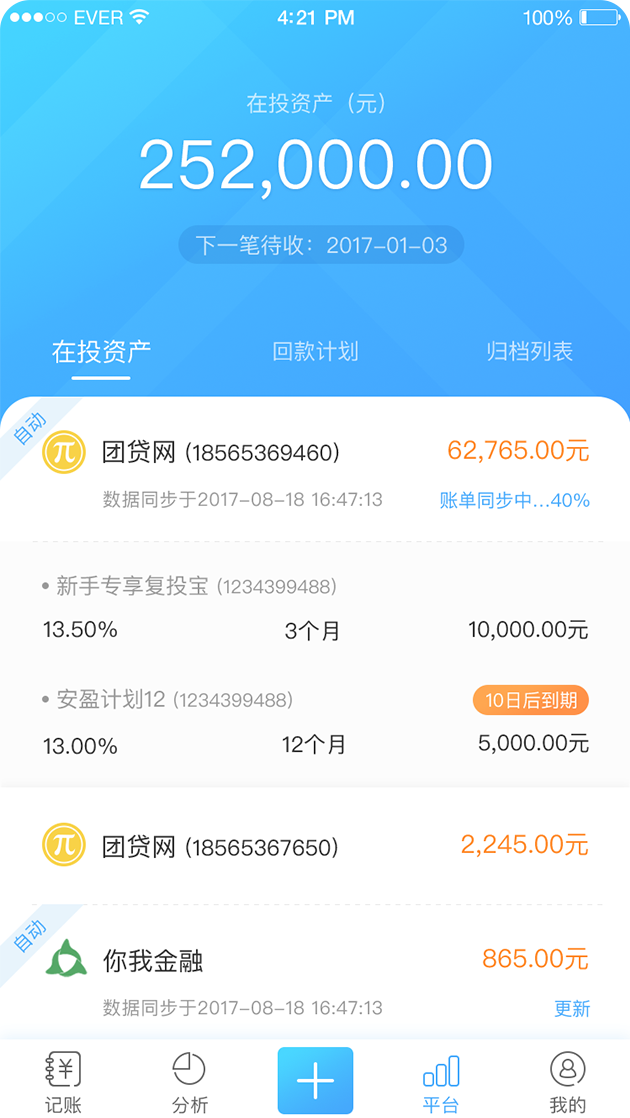 EVER 4:21 PM 100%
在投资产（元）
252,000.00
下一笔待收：2017-01-03
在投资产 回款计划 归档列表
自动
团贷网 (18565369460) 62,765.00元
数据同步于2017-08-18 16:47:13 账单同步中...40%
• 新手专享复投宝 (1234399488)
13.50% 3个月 10,000.00元
• 安盈计划12 (1234399488) 10日后到期
13.00% 12个月 5,000.00元
团贷网 (18565367650) 2,245.00元
自动
你我金融 865.00元
数据同步于2017-08-18 16:47:13 更新
记账 分析 平台 我的